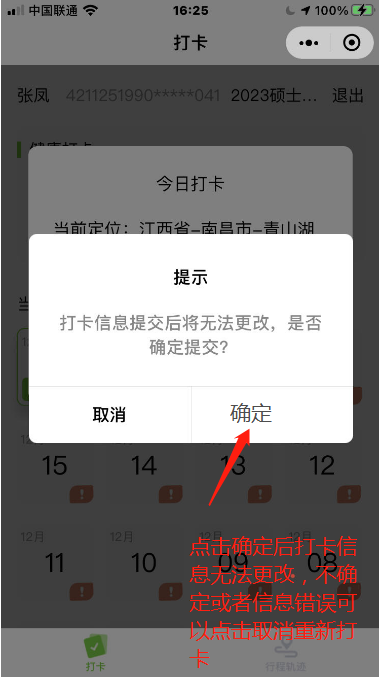 中国联通 16:25 100%
打卡
张凤 4211251990*****041 2023硕士... 退出
健康打卡
今日打卡
当前定位：江西省-南昌市-青山湖
提示
打卡信息提交后将无法更改，是否
确定提交？
取消 确定
15 14 13 12
12月 12月 12月 12月
11 10 09 08
点击确定后打卡信
息无法更改，不确
定或者信息错误可
以点击取消重新打
卡
打卡 行程轨迹